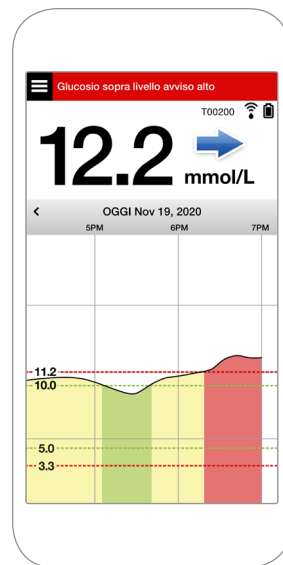 Glucosio sopra livello avviso alto
T00200
12.2 mmol/L
OGGI Nov 19, 2020
5PM 6PM 7PM
11.2
10.0
5.0
3.3